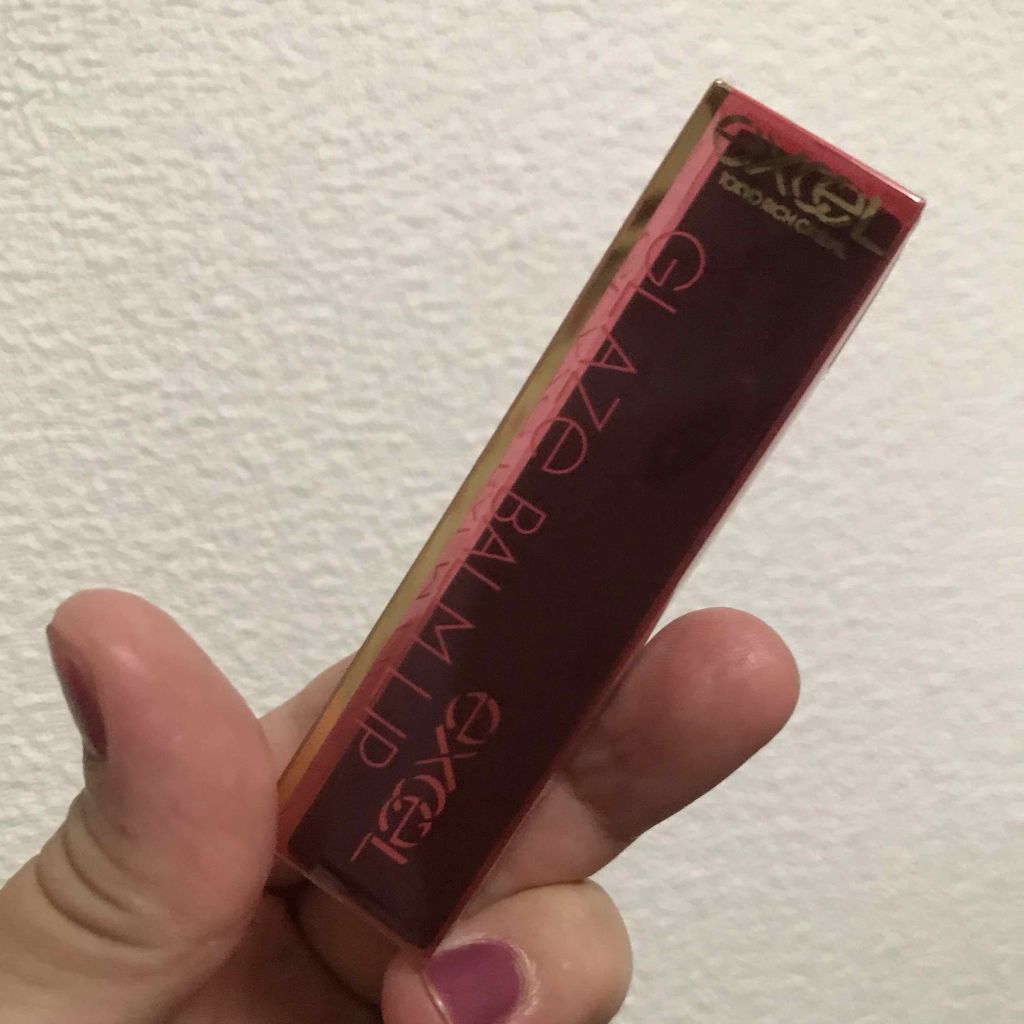 excel
TOKYO RICH CASUAL
GLAZE BALM LIP
excel